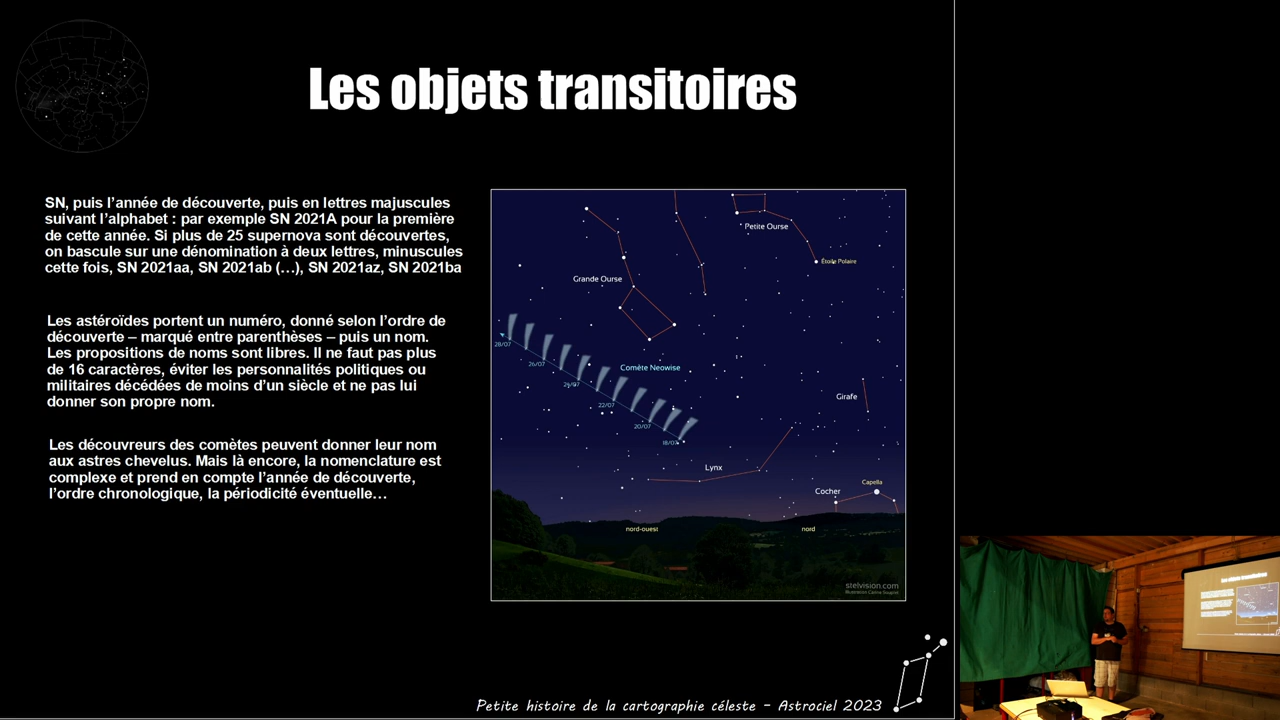 Les objets transitoires
SN, puis l'année de découverte, puis en lettres majuscules
suivant l'alphabet : par exemple SN 2021A pour la première
de cette année. Si plus de 25 supernova sont découvertes,
on bascule sur une dénomination à deux lettres, minuscules
cette fois, SN 2021aa, SN 2021ab (…), SN 2021az, SN 2021ba
Les astéroïdes portent un numéro, donné selon l'ordre de
découverte – marqué entre parenthèses – puis un nom.
Les propositions de noms sont libres. Il ne faut pas plus
de 16 caractères, éviter les personnalités politiques ou
militaires décédées de moins d'un siècle et ne pas lui
donner son propre nom.
Les découvreurs des comètes peuvent donner leur nom
aux astres chevelus. Mais là encore, la nomenclature est
complexe et prend en compte l'année de découverte,
l'ordre chronologique, la périodicité éventuelle…
Petite Ourse
Étoile Polaire
Grande Ourse
28/07
26/07
24/07
22/07
20/07
18/07
Comète Neowise
Girafe
Lynx
Capella
Cocher
nord-ouest
nord
stelvision.com
Petite histoire de la cartographie céleste – Astrociel 2023
Les objets transitoires